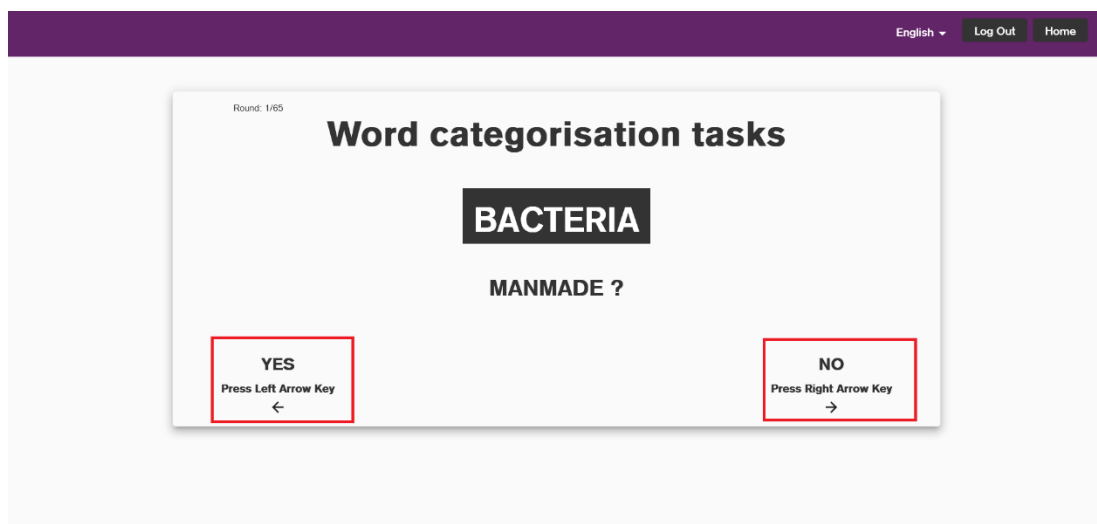 English
Log Out
Home
Round: 1/65
Word categorisation tasks
BACTERIA
MANMADE ?
YES
Press Left Arrow Key
←
NO
Press Right Arrow Key
→